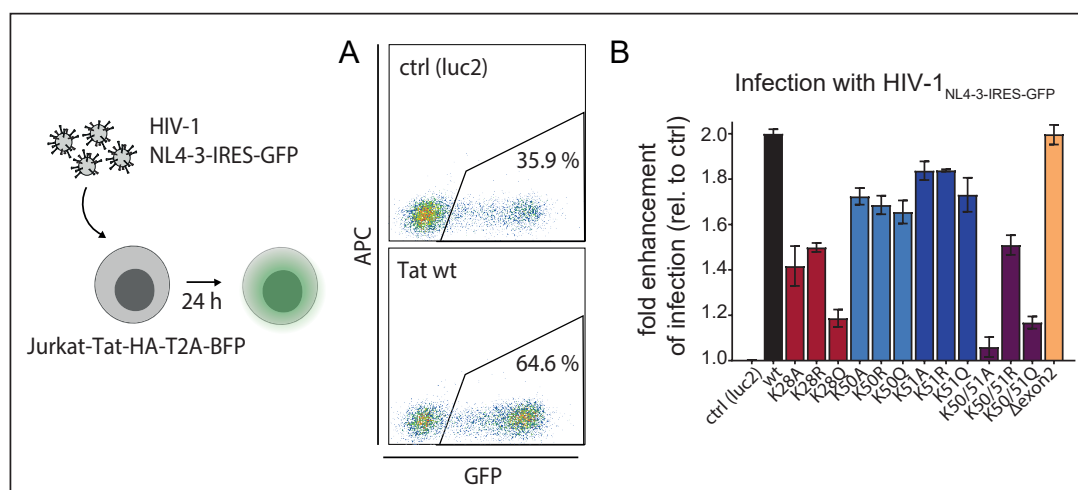 HIV-1
NL4-3-IRES-GFP
24 h
Jurkat-Tat-HA-T2A-BFP
A
ctrl (luc2)
35.9 %
Tat wt
64.6 %
APC
GFP
B
Infection with HIV-1NL4-3-IRES-GFP
fold enhancement
of infection (rel. to ctrl)
2.0
1.8
1.6
1.4
1.2
1.0
ctrl (luc2)
wt
K28A
K28R
K28Q
K50A
K50R
K50Q
K51A
K51R
K51Q
K50/51A
K50/51R
K50/51Q
Δexon2